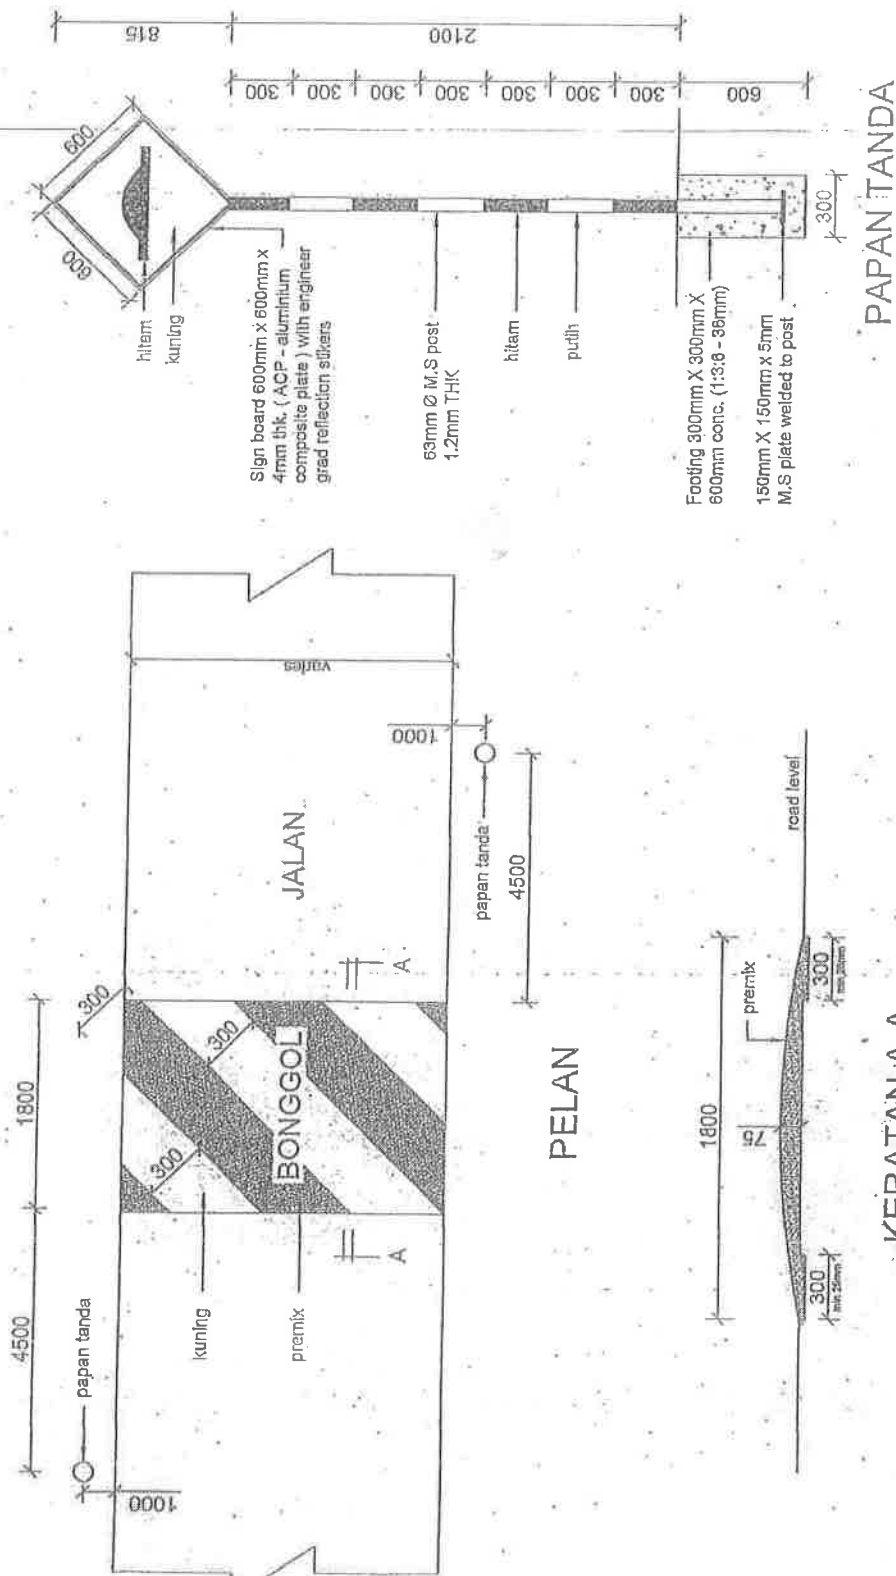 4500
1800
300
papan tanda
1000
kuning
premix
300
300
BONGGOL
A
A
JALAN
varies
1000
papan tanda
4500
PELAN
1800
75
premix
road level
300
min.25mm
300
KERATAN A-A
600
600
hitam
kuning
Sign board 600mm x 600mm x
4mm thk. ( ACP - aluminium
composite plate ) with engineer
grad reflection stikers
63mm Ø M.S post
1.2mm THK
hitam
putih
Footing 300mm X 300mm X
600mm conc. (1:3:6 - 38mm)
150mm X 150mm x 5mm
M.S plate welded to post
300
815
2100
300
300
300
300
300
300
300
600
PAPAN TANDA